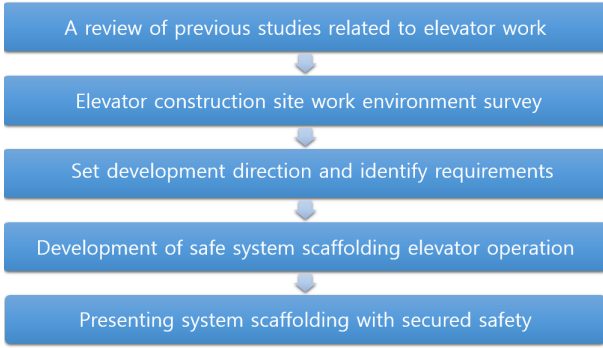 A review of previous studies related to elevator work
Elevator construction site work environment survey
Set development direction and identify requirements
Development of safe system scaffolding elevator operation
Presenting system scaffolding with secured safety